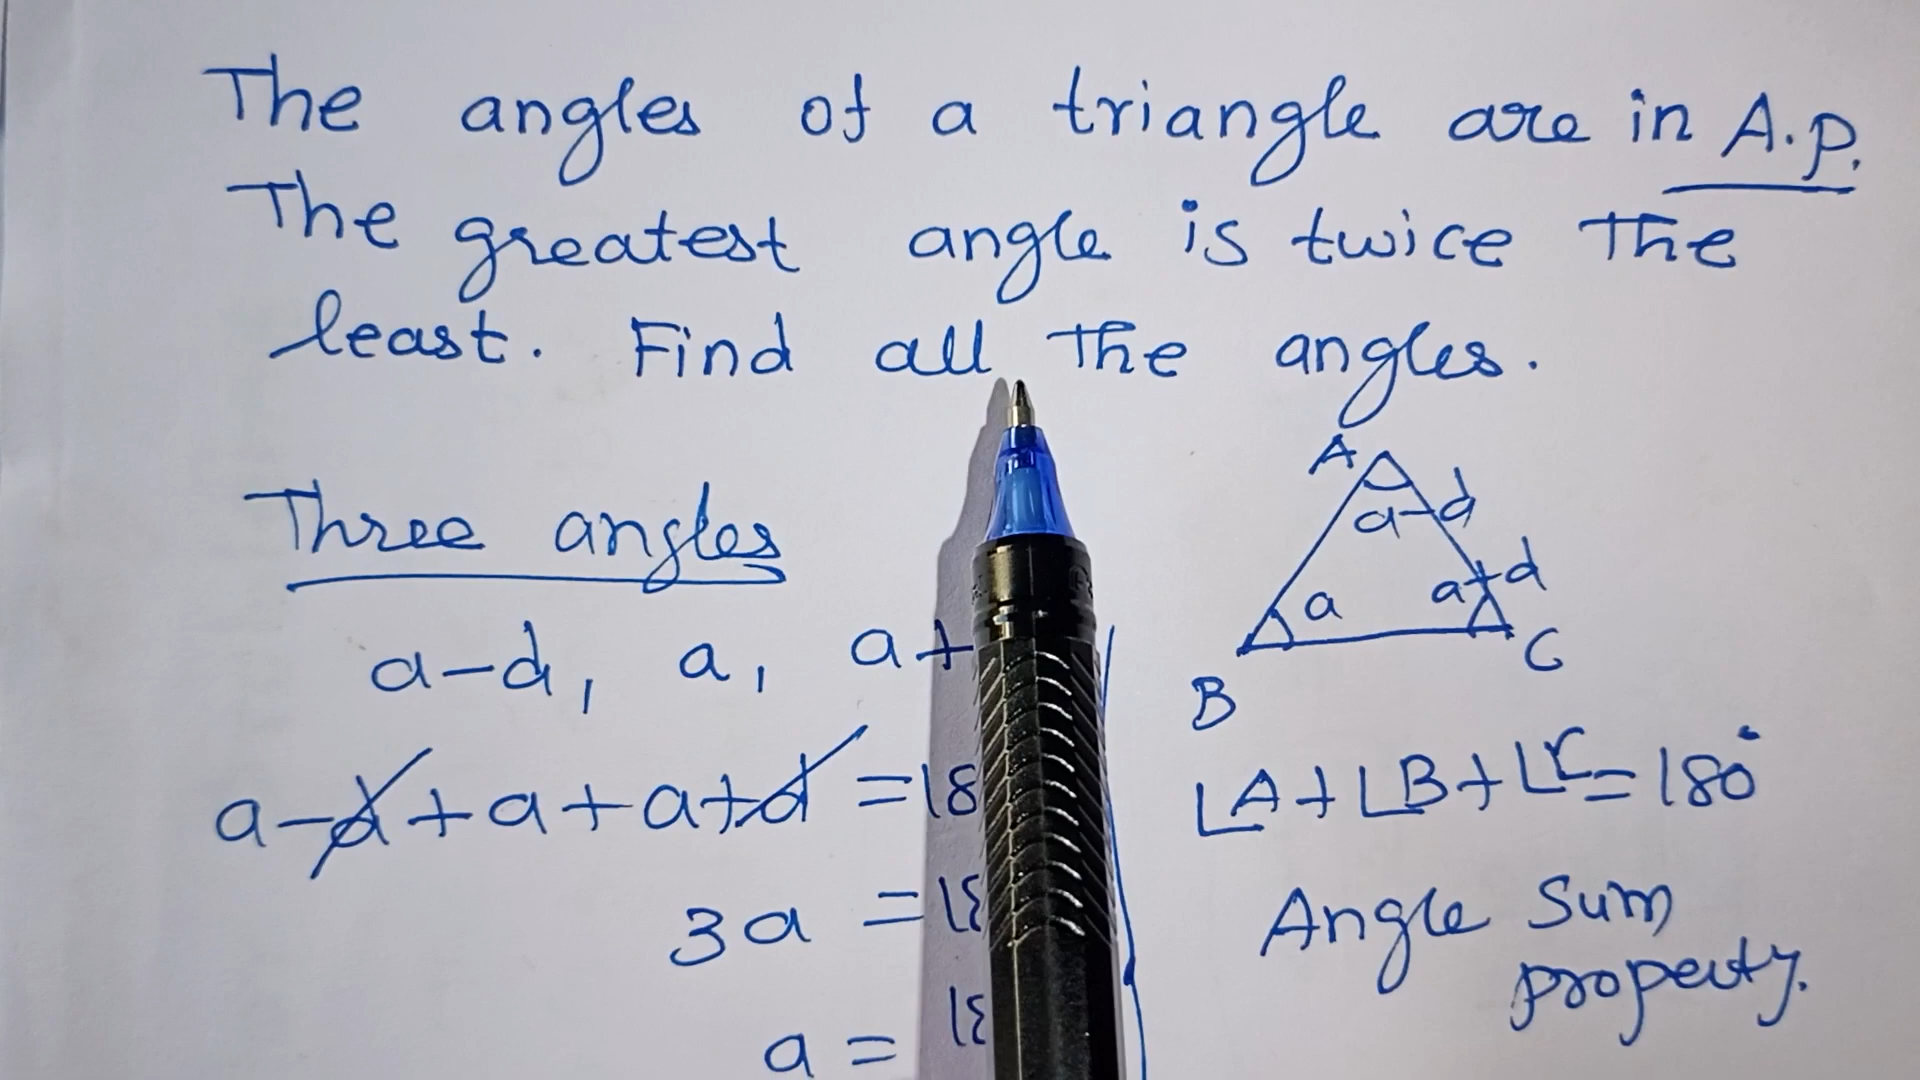 The angles of a triangle are in A.P.
The greatest angle is twice the
least. Find all the angles.
Three angles
a-d, a, a+
a-d+a+a+d =18
3a =18
a = 18
A
a-d
a
a+d
B
C
∠A+∠B+∠C=180°
Angle Sum
property.